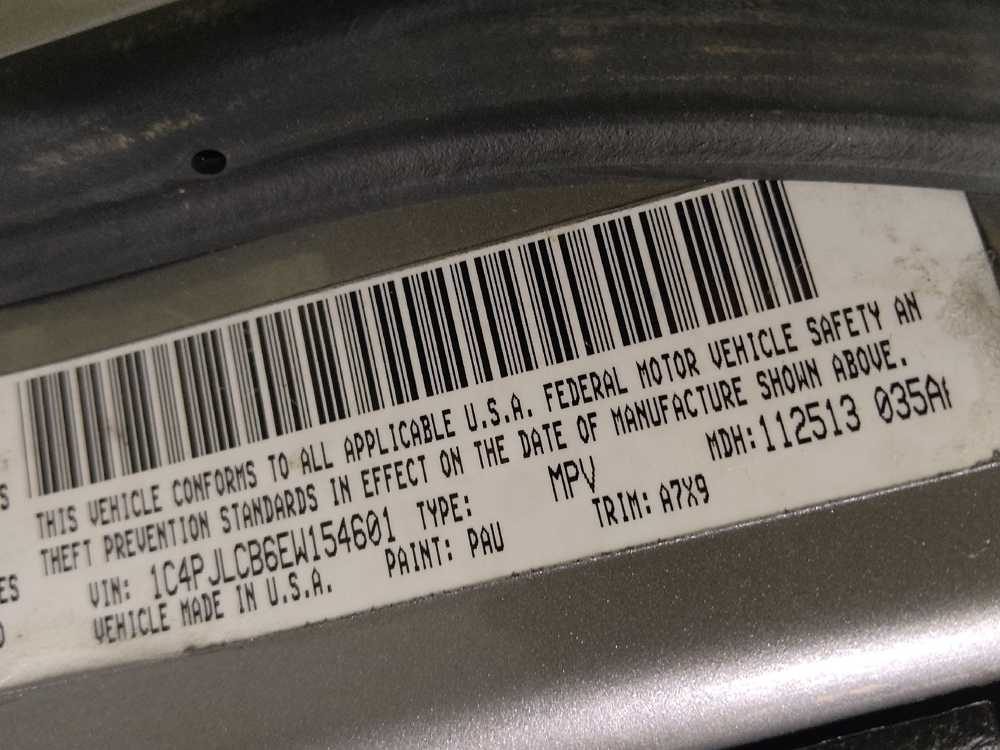 THIS VEHICLE CONFORMS TO ALL APPLICABLE U.S.A. FEDERAL MOTOR VEHICLE SAFETY AN
THEFT PREVENTION STANDARDS IN EFFECT ON THE DATE OF MANUFACTURE SHOWN ABOVE.
VIN: 1C4PJLCB6EW154601 TYPE: MPV MDH:112513 035A
VEHICLE MADE IN U.S.A. PAINT: PAU TRIM: A7X9